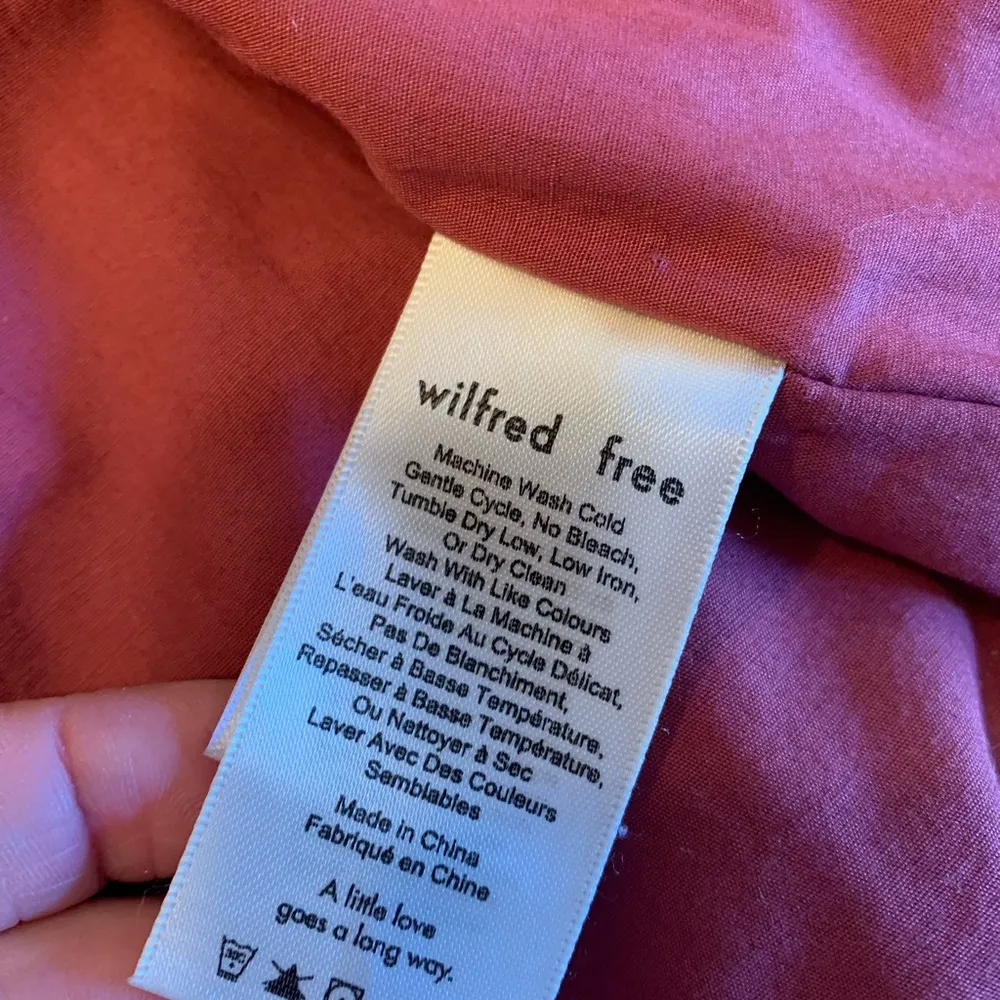 wilfred free
Machine Wash Cold
Gentle Cycle, No Bleach,
Tumble Dry Low, Low Iron,
Or Dry Clean
Wash With Like Colours
Laver à La Machine à
L'eau Froide Au Cycle Délicat,
Pas De Blanchiment,
Sécher à Basse Température,
Repasser à Basse Température,
Ou Nettoyer à Sec
Laver Avec Des Couleurs
Semblables
Made in China
Fabriqué en Chine
A little love
goes a long way.